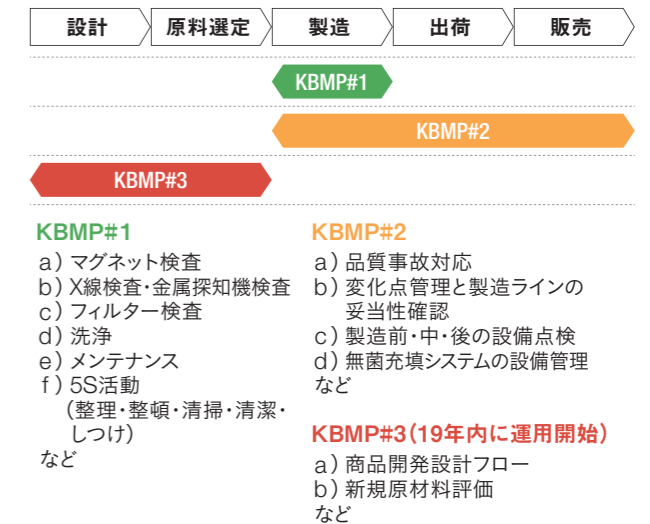 設計 原料選定 製造 出荷 販売
KBMP#1
KBMP#2
KBMP#3
KBMP#1
a）マグネット検査
b）X線検査・金属探知機検査
c）フィルター検査
d）洗浄
e）メンテナンス
f）5S活動
（整理・整頓・清掃・清潔・
しつけ）
など
KBMP#2
a）品質事故対応
b）変化点管理と製造ラインの
妥当性確認
c）製造前・中・後の設備点検
d）無菌充填システムの設備管理
など
KBMP#3（19年内に運用開始）
a）商品開発設計フロー
b）新規原材料評価
など